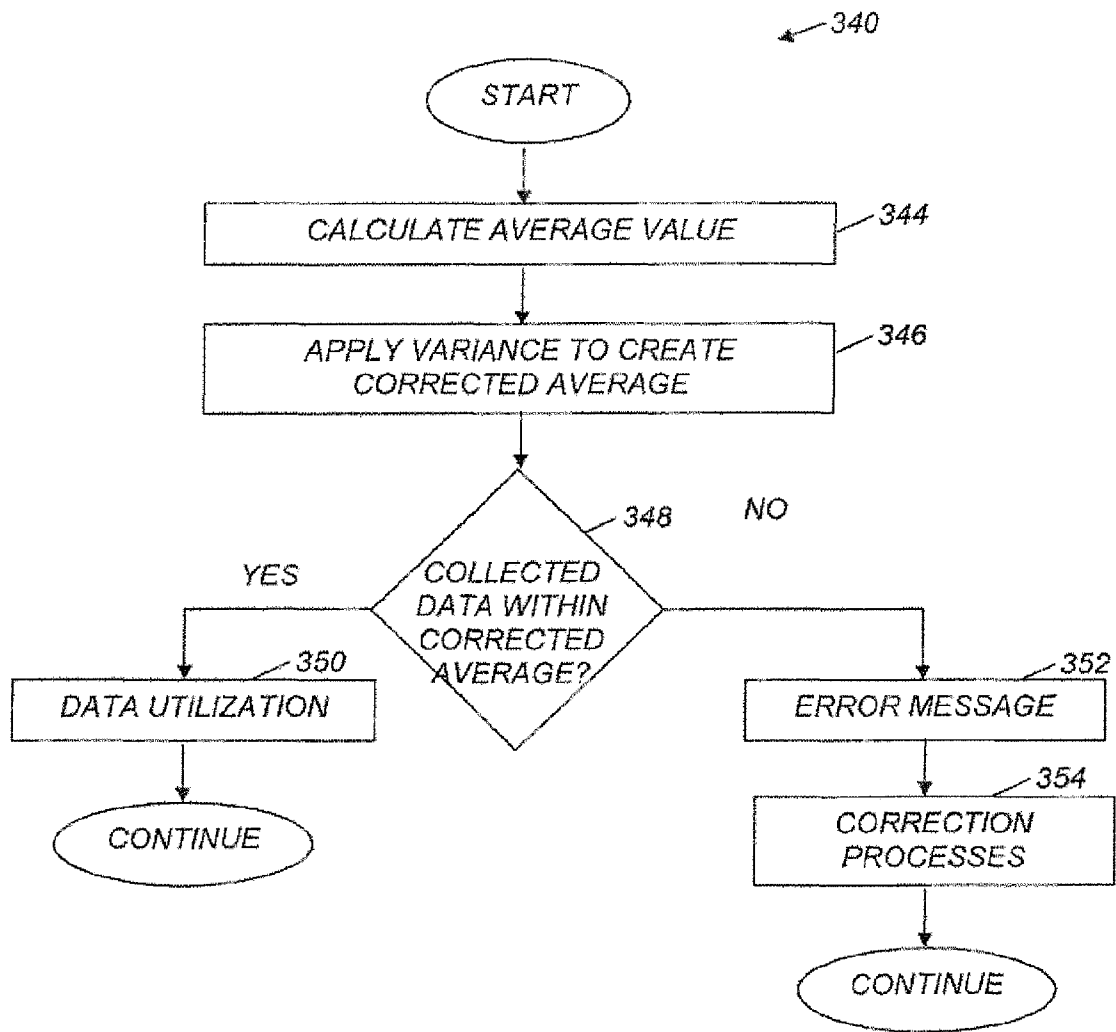 340
START
CALCULATE AVERAGE VALUE
344
APPLY VARIANCE TO CREATE
CORRECTED AVERAGE
346
348
NO
YES
COLLECTED
DATA WITHIN
CORRECTED
AVERAGE?
350
DATA UTILIZATION
CONTINUE
352
ERROR MESSAGE
354
CORRECTION
PROCESSES
CONTINUE